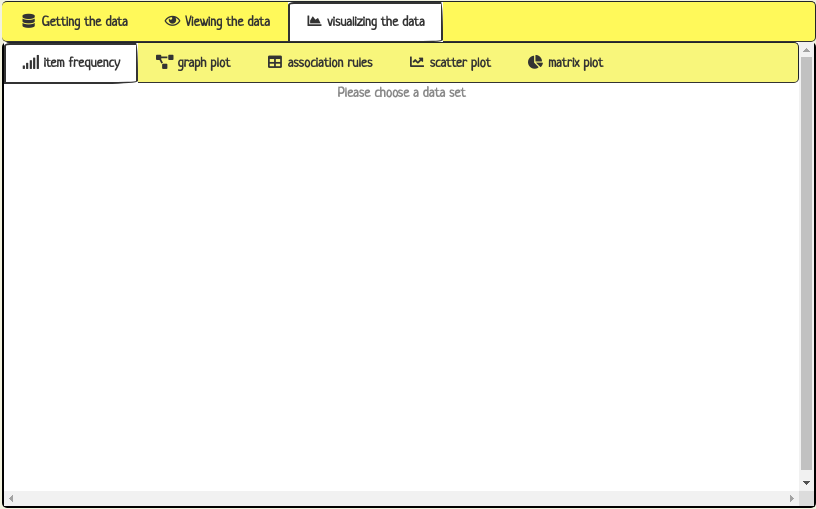 Getting the data Viewing the data visualizing the data
item frequency graph plot association rules scatter plot matrix plot
Please choose a data set